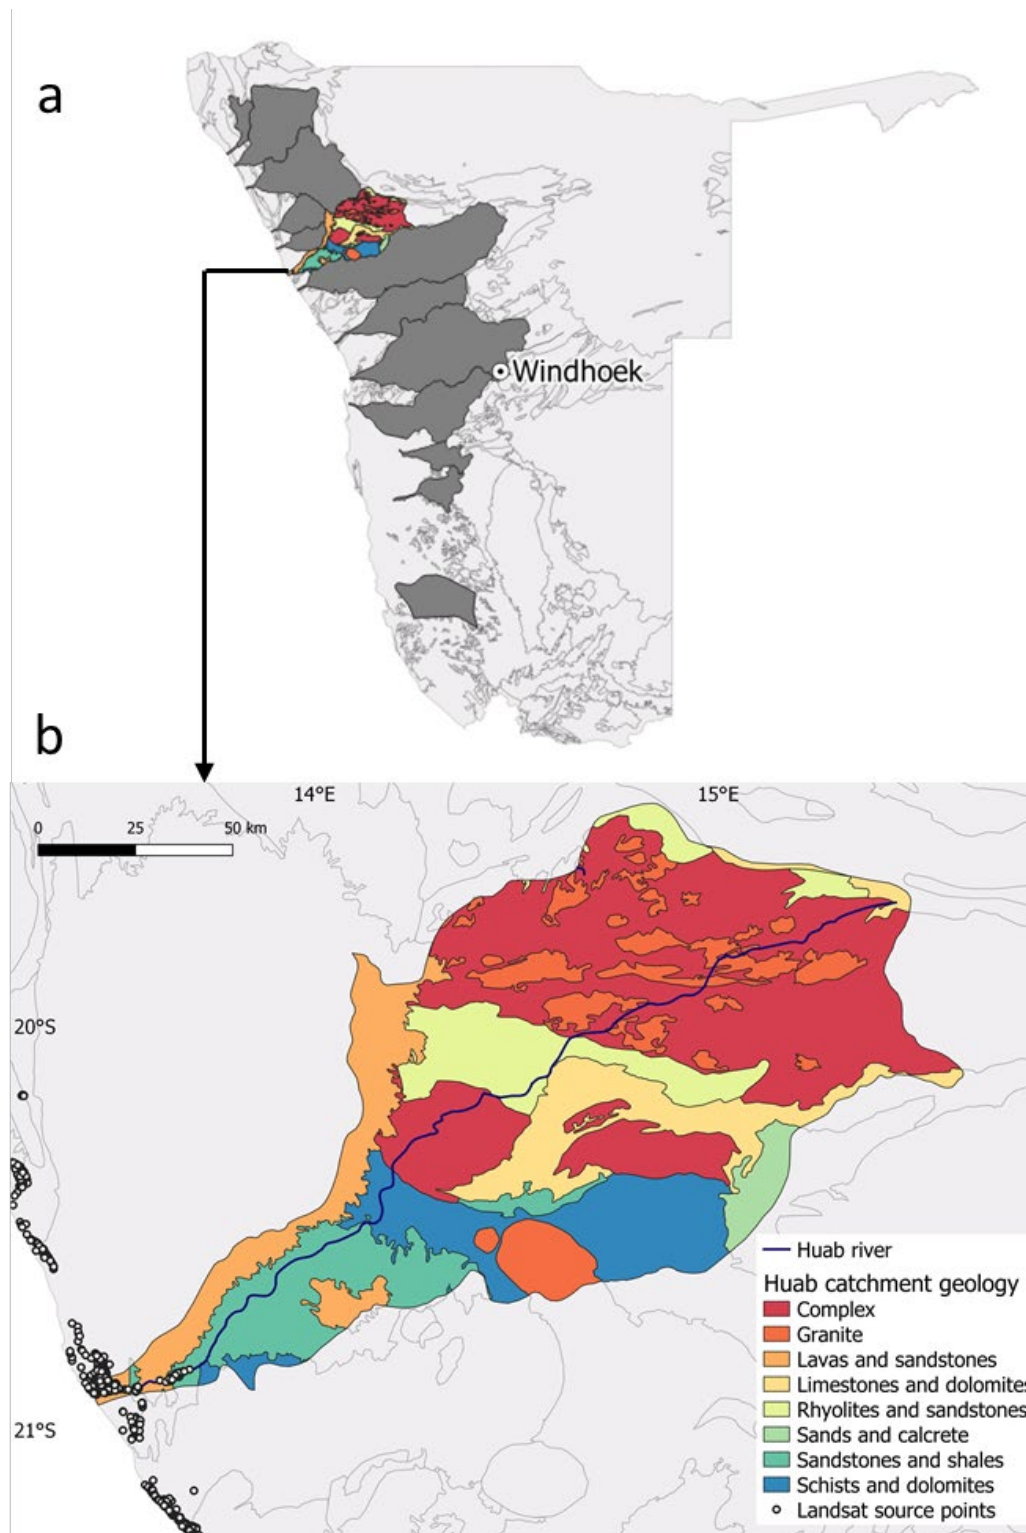 a
Windhoek
b
14°E
15°E
0 25 50 km
20°S
21°S
Huab river
Huab catchment geology
Complex
Granite
Lavas and sandstones
Limestones and dolomites
Rhyolites and sandstones
Sands and calcrete
Sandstones and shales
Schists and dolomites
Landsat source points